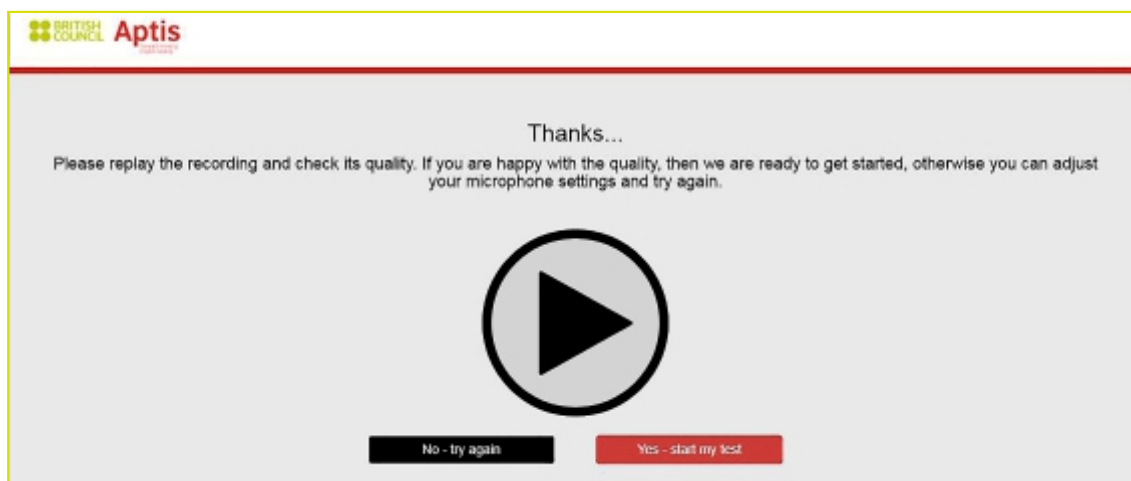 BRITISH
COUNCIL
Aptis
Thanks...
Please replay the recording and check its quality. If you are happy with the quality, then we are ready to get started, otherwise you can adjust
your microphone settings and try again.
No - try again
Yes - start my test